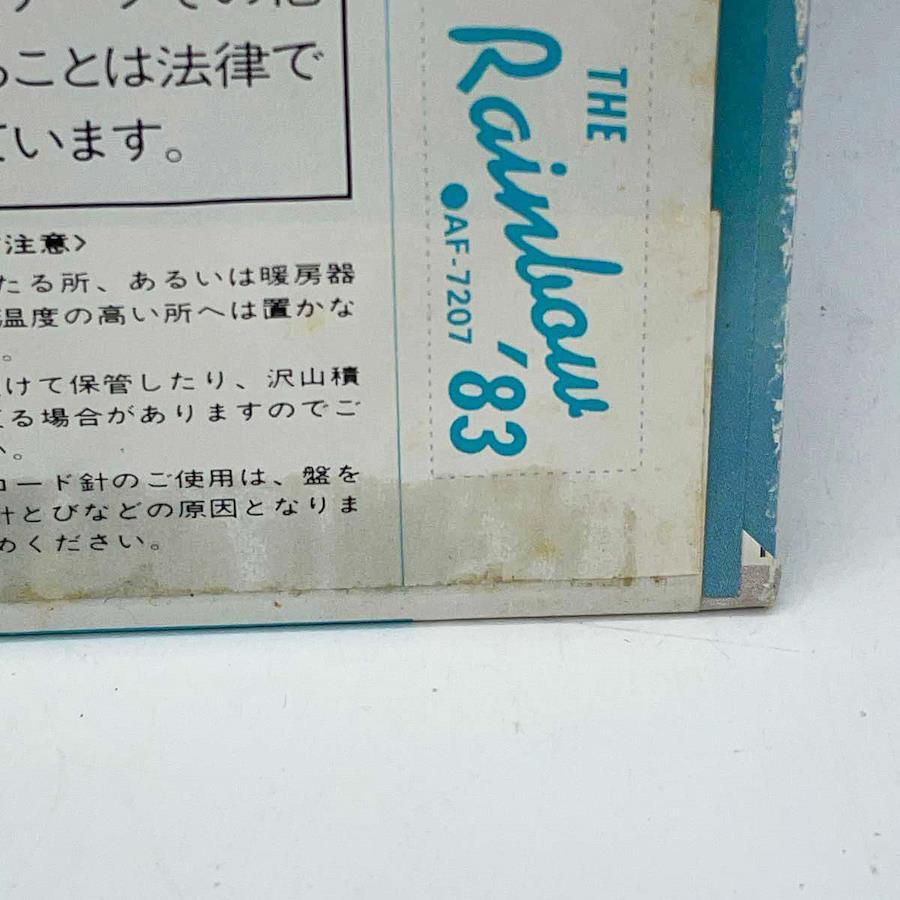 ることは法律で
ています。
注意>
たる所、あるいは暖房器
温度の高い所へは置かな
。
けて保管したり、沢山積
る場合がありますのでご
い。
コード針のご使用は、盤を
針とびなどの原因となりま
めください。
THE
Rainbow '83
●AF-7207